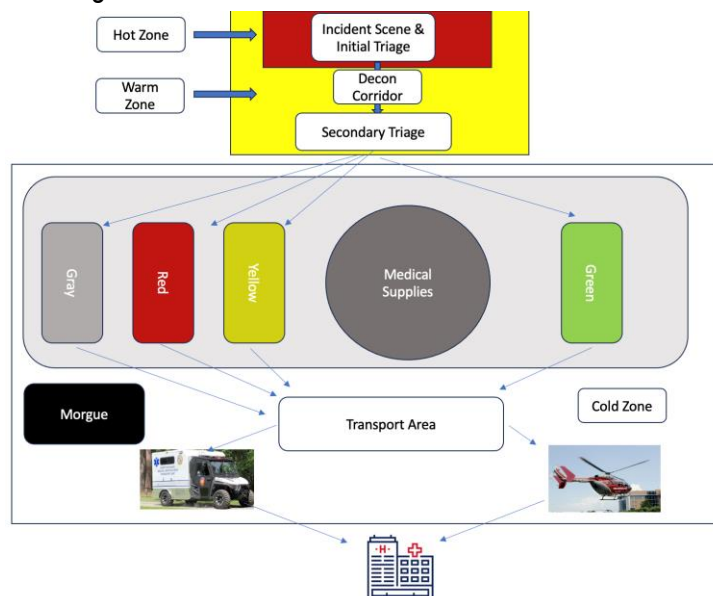 Hot Zone
Incident Scene &
Initial Triage
Decon
Corridor
Warm
Zone
Secondary Triage
Gray
Red
Yellow
Medical
Supplies
Green
Morgue
Transport Area
Cold Zone
H